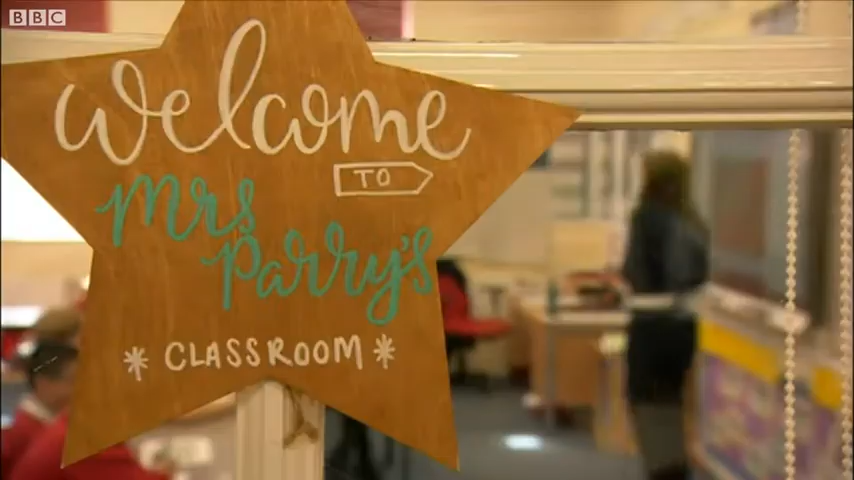 BBC
Welcome
TO
Mrs
Parry's
* CLASSROOM *